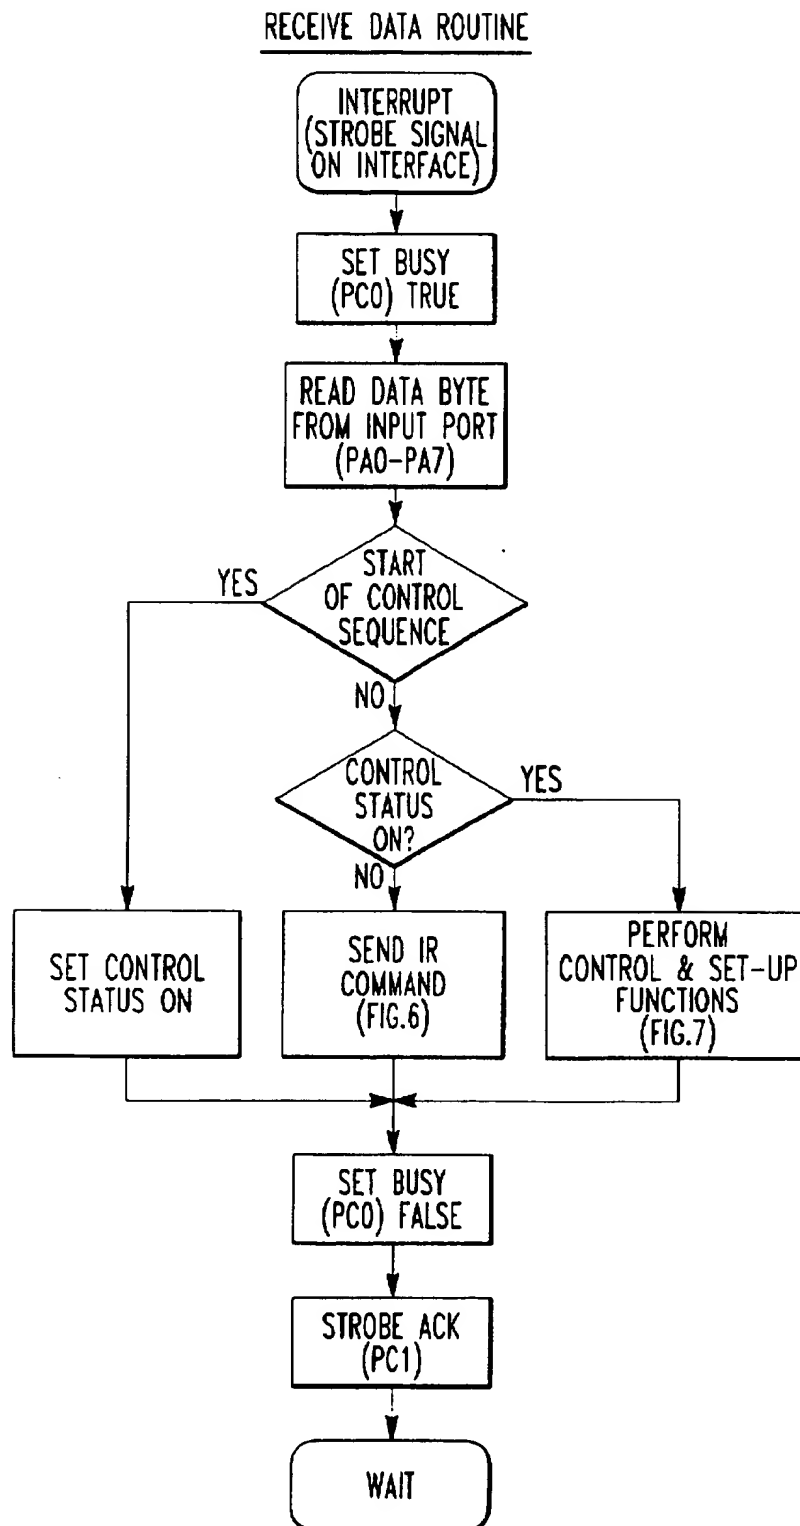 RECEIVE DATA ROUTINE
INTERRUPT
(STROBE SIGNAL
ON INTERFACE)
SET BUSY
(PC0) TRUE
READ DATA BYTE
FROM INPUT PORT
(PA0-PA7)
START
OF CONTROL
SEQUENCE
YES
NO
CONTROL
STATUS
ON?
YES
NO
SET CONTROL
STATUS ON
SEND IR
COMMAND
(FIG.6)
PERFORM
CONTROL & SET-UP
FUNCTIONS
(FIG.7)
SET BUSY
(PC0) FALSE
STROBE ACK
(PC1)
WAIT